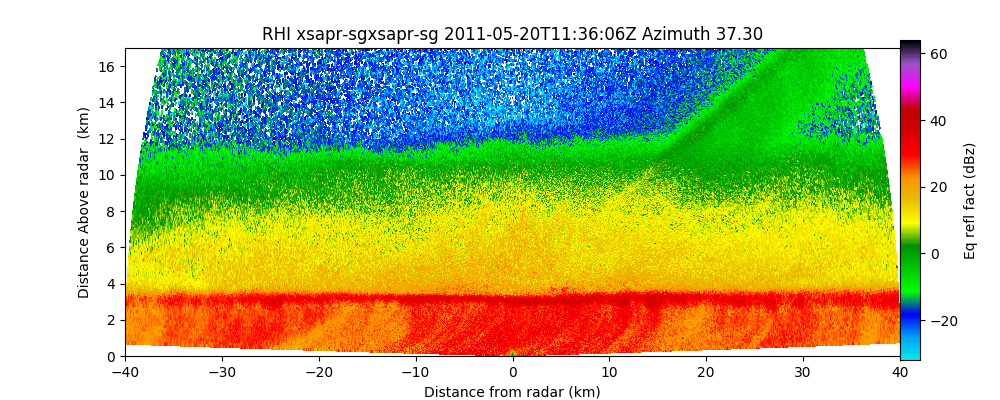 RHI xsapr-sgxsapr-sg 2011-05-20T11:36:06Z Azimuth 37.30
Distance Above radar (km)
16
14
12
10
8
6
4
2
0
−40 −30 −20 −10 0 10 20 30 40
Distance from radar (km)
60
40
20
0
−20
Eq refl fact (dBz)